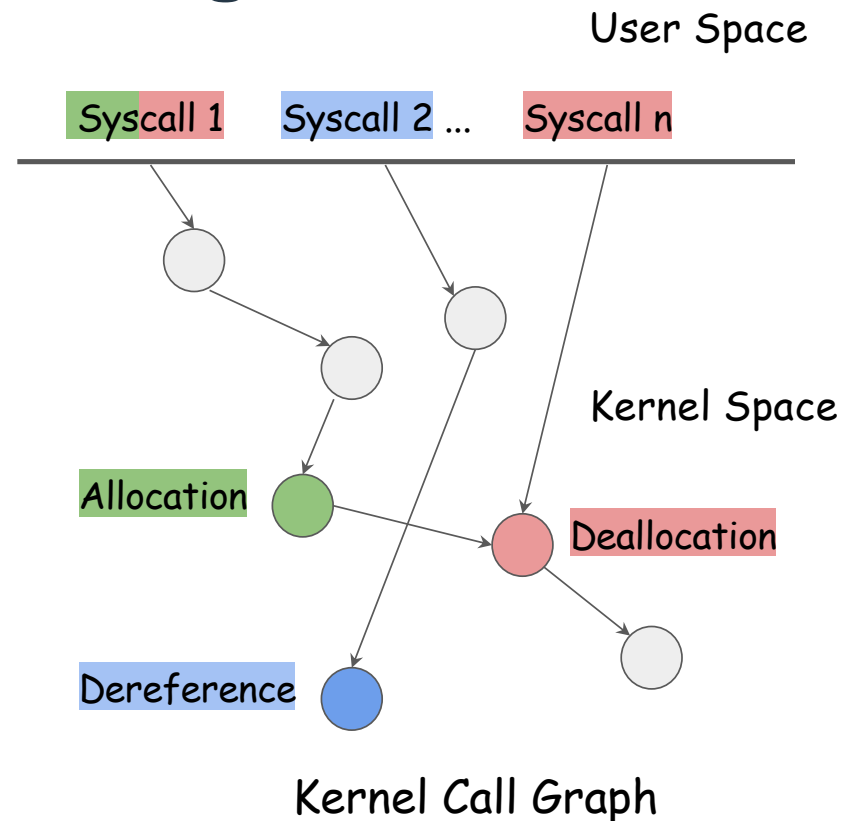 User Space
Syscall 1
Syscall 2 ...
Syscall n
Kernel Space
Allocation
Deallocation
Dereference
Kernel Call Graph